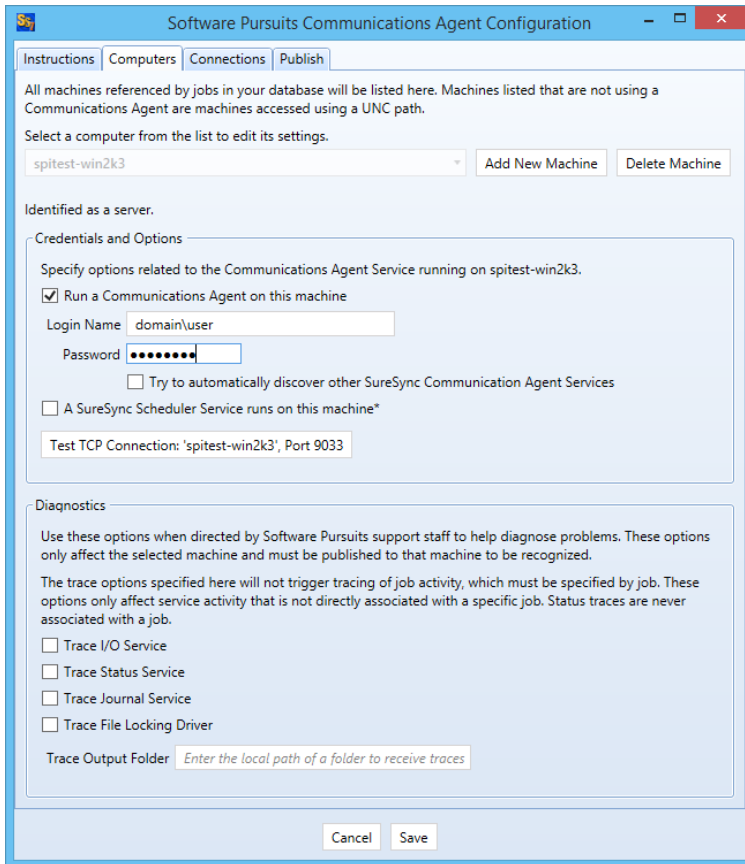 Software Pursuits Communications Agent Configuration
Instructions Computers Connections Publish
All machines referenced by jobs in your database will be listed here. Machines listed that are not using a
Communications Agent are machines accessed using a UNC path.
Select a computer from the list to edit its settings.
spitest-win2k3 Add New Machine Delete Machine
Identified as a server.
Credentials and Options
Specify options related to the Communications Agent Service running on spitest-win2k3.
Run a Communications Agent on this machine
Login Name domain\user
Password ●●●●●●●●
Try to automatically discover other SureSync Communication Agent Services
A SureSync Scheduler Service runs on this machine*
Test TCP Connection: 'spitest-win2k3', Port 9033
Diagnostics
Use these options when directed by Software Pursuits support staff to help diagnose problems. These options
only affect the selected machine and must be published to that machine to be recognized.
The trace options specified here will not trigger tracing of job activity, which must be specified by job. These
options only affect service activity that is not directly associated with a specific job. Status traces are never
associated with a job.
Trace I/O Service
Trace Status Service
Trace Journal Service
Trace File Locking Driver
Trace Output Folder Enter the local path of a folder to receive traces
Cancel Save